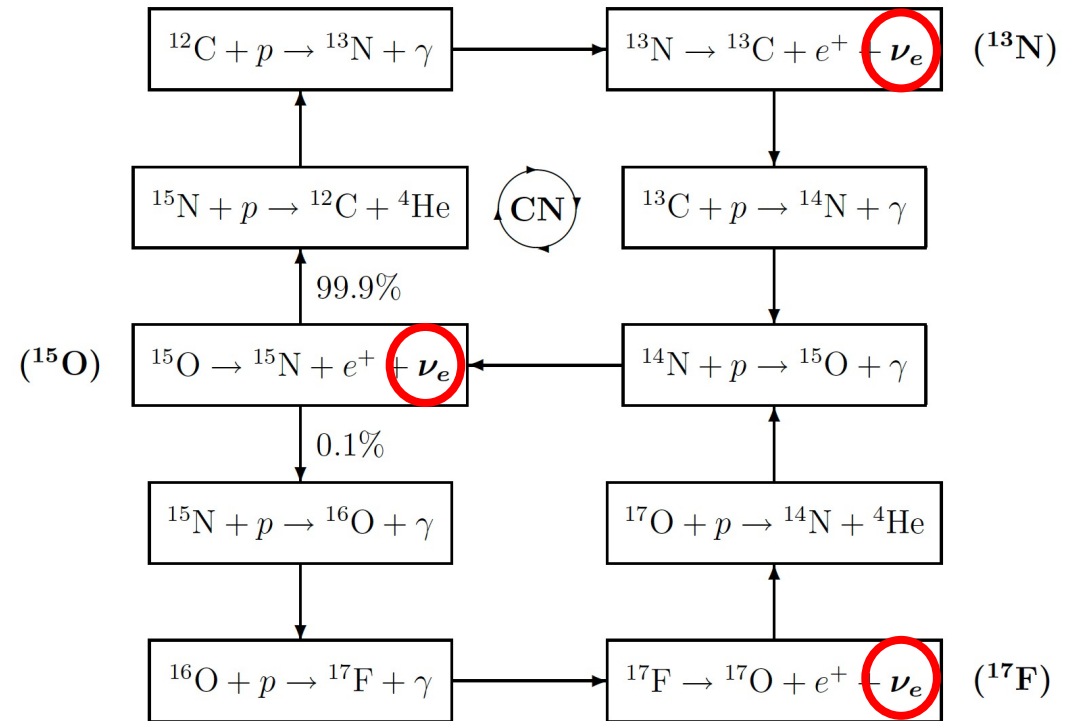 ¹²C + p → ¹³N + γ
¹³N → ¹³C + e⁺ + νₑ
(¹³N)
¹⁵N + p → ¹²C + ⁴He
CN
¹³C + p → ¹⁴N + γ
99.9%
(¹⁵O)
¹⁵O → ¹⁵N + e⁺ + νₑ
¹⁴N + p → ¹⁵O + γ
0.1%
¹⁵N + p → ¹⁶O + γ
¹⁷O + p → ¹⁴N + ⁴He
¹⁶O + p → ¹⁷F + γ
¹⁷F → ¹⁷O + e⁺ + νₑ
(¹⁷F)